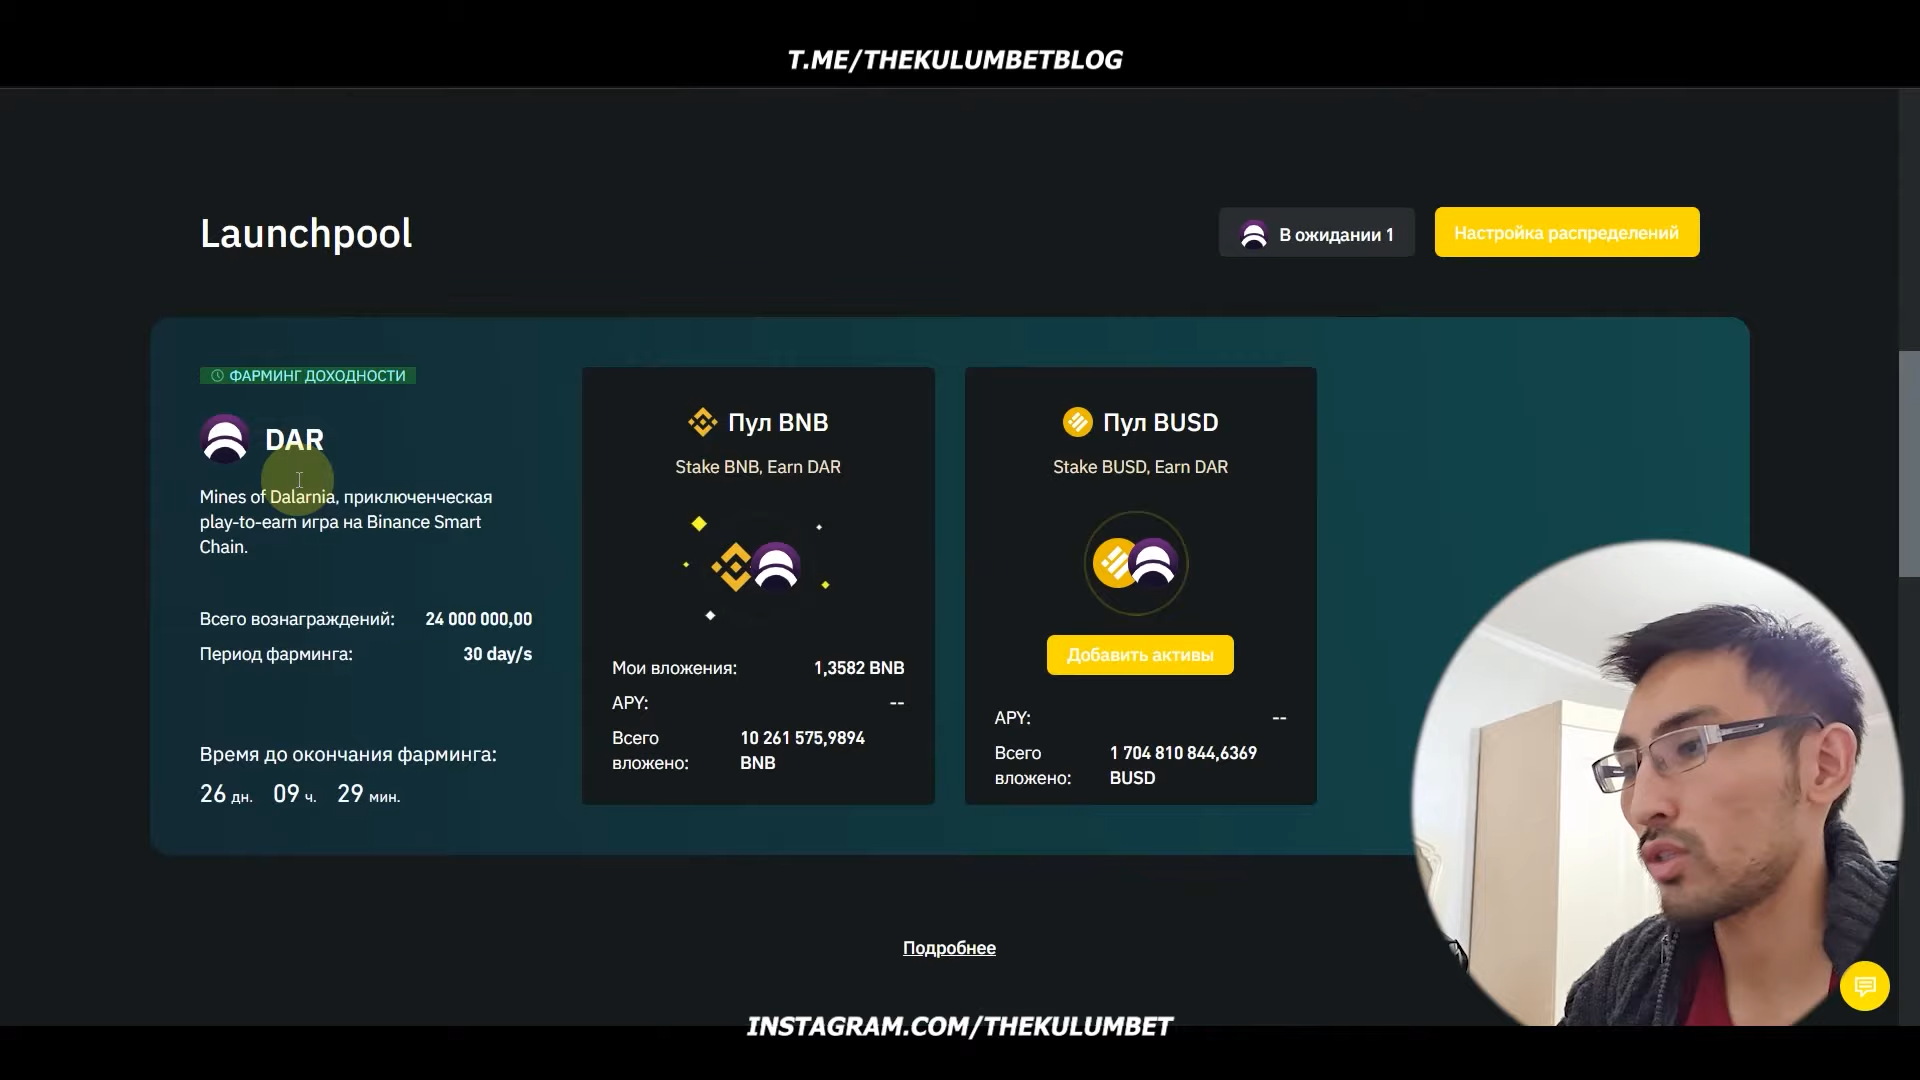 T.ME/THEKULUMBETBLOG
Launchpool
В ожидании 1
Настройка распределений
ФАРМИНГ ДОХОДНОСТИ
DAR
Mines of Dalarnia, приключенческая
play-to-earn игра на Binance Smart
Chain.
Всего вознаграждений: 24 000 000,00
Период фарминга: 30 day/s
Время до окончания фарминга:
26 дн. 09 ч. 29 мин.
Пул BNB
Stake BNB, Earn DAR
Мои вложения: 1,3582 BNB
APY: --
Всего вложено: 10 261 575,9894 BNB
Пул BUSD
Stake BUSD, Earn DAR
Добавить активы
APY: --
Всего вложено: 1 704 810 844,6369 BUSD
Подробнее
INSTAGRAM.COM/THEKULUMBET